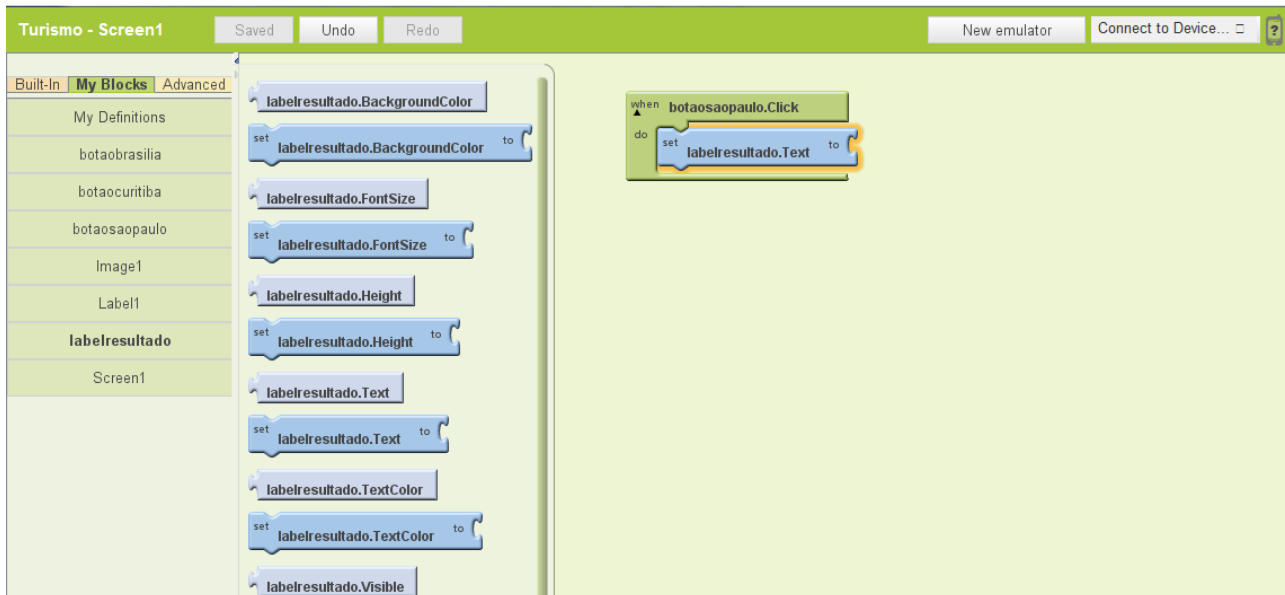 Turismo - Screen1 Saved Undo Redo New emulator Connect to Device... ?
Built-In My Blocks Advanced
My Definitions
botaobrasilia
botaocuritiba
botaosaopaulo
Image1
Label1
labelresultado
Screen1
labelresultado.BackgroundColor
set labelresultado.BackgroundColor to
labelresultado.FontSize
set labelresultado.FontSize to
labelresultado.Height
set labelresultado.Height to
labelresultado.Text
set labelresultado.Text to
labelresultado.TextColor
set labelresultado.TextColor to
labelresultado.Visible
when botaosaopaulo.Click
do set labelresultado.Text to